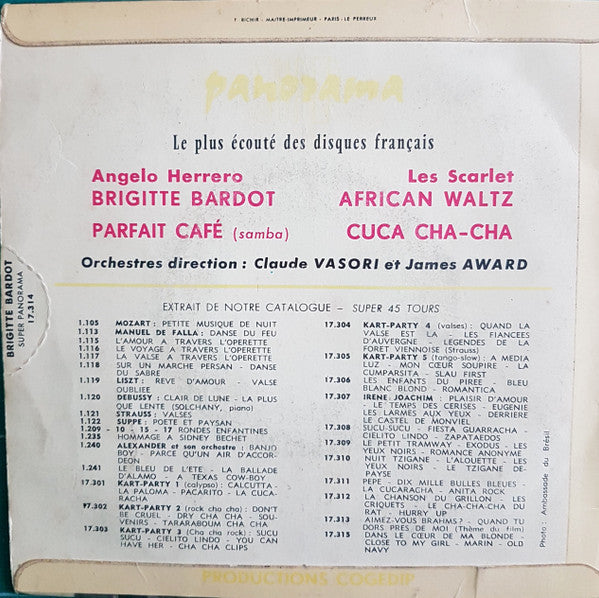 Y. RICHIR - MAITRE-IMPRIMEUR - PARIS - LE PERREUX
PANORAMA
Le plus écouté des disques français
Angelo Herrero
BRIGITTE BARDOT
PARFAIT CAFÉ (samba)
Les Scarlet
AFRICAN WALTZ
CUCA CHA-CHA
Orchestres direction : Claude VASORI et James AWARD
BRIGITTE BARDOT
SUPER PANORAMA
17.314
EXTRAIT DE NOTRE CATALOGUE - SUPER 45 TOURS
1.105 MOZART : PETITE MUSIQUE DE NUIT
1.113 MANUEL DE FALLA : DANSE DU FEU
1.115 L'AMOUR A TRAVERS L'OPERETTE
1.116 LE VOYAGE A TRAVERS L'OPERETTE
1.117 LA VALSE A TRAVERS L'OPERETTE
1.118 SUR UN MARCHE PERSAN - DANSE
DU SABRE
1.119 LISZT : REVE D'AMOUR - VALSE
OUBLIEE
1.120 DEBUSSY : CLAIR DE LUNE - LA PLUS
QUE LENTE (SOLCHANY, piano)
1.121 STRAUSS : VALSES
1.122 SUPPE : POETE ET PAYSAN
1.209 - 10 - 15 - 17 RONDES ENFANTINES
1.235 HOMMAGE A SIDNEY BECHET
1.240 ALEXANDER et son orchestre : BANJO
BOY - PARCE QU'UN AIR D'ACCOR-
DEON
1.241 LE BLEU DE L'ETE - LA BALLADE
D'ALAMO - A TEXAS COW-BOY
17.301 KART-PARTY 1 (calypso) : CALCUTTA -
LA PALOMA - PACARITO - LA CUCA-
RACHA
17.302 KART-PARTY 2 (rock cha cha) : DON'T
BE CRUEL - DRY CHA CHA - SOU-
VENIRS - TARARABOUM CHA CHA
17.303 KART-PARTY 3 (Cha cha rock) : SUCU
SUCU - CIELITO LINDO - YOU CAN
HAVE HER - CHA CHA CLIPS
17.304 KART-PARTY 4 (valses) : QUAND LA
VALSE EST LA - LES FIANCEES
D'AUVERGNE - LEGENDES DE LA
FORET VIENNOISE (Strauss)
17.305 KART-PARTY 5 (tango-slow) : A MEDIA
LUZ - MON CŒUR SOUPIRE - LA
CUMPARSITA - SLAU FIRST
17.306 LES ENFANTS DU PIREE - BLEU
BLANC BLOND - ROMANTICA
17.307 IRENE JOACHIM : PLAISIR D'AMOUR
- LE TEMPS DES CERISES - EUGENIE
LES LARMES AUX YEUX - DERRIERE
LE CASTEL DE MONVIEL
17.308 SUCU-SUCU - FIESTA GUARRACHA -
CIELITO LINDO - ZAPATAEDOS
17.309 LE PETIT TRAMWAY - EXODUS - LES
YEUX NOIRS - ROMANCE ANONYME
17.310 NUIT TZIGANE - L'ALOUETTE - LES
YEUX NOIRS - LE TZIGANE DE-
PAYSE
17.311 PEPE - DIX MILLE BULLES BLEUES -
LA CUCARACHA - ANITA ROCK
17.312 LA CHANSON DU GRILLON - LES
CRIQUETS - LE CHA-CHA-CHA DU
RAT - HURRY UP
17.313 AIMEZ-VOUS BRAHMS ? - QUAND TU
DORS PRES DE MOI (Thème du film)
17.315 DANS LE CŒUR DE MA BLONDE -
CLOSE TO MY GIRL - MARIN - OLD
NAVY
Photo : Ambassade du Brésil
PRODUCTIONS COGEDIP